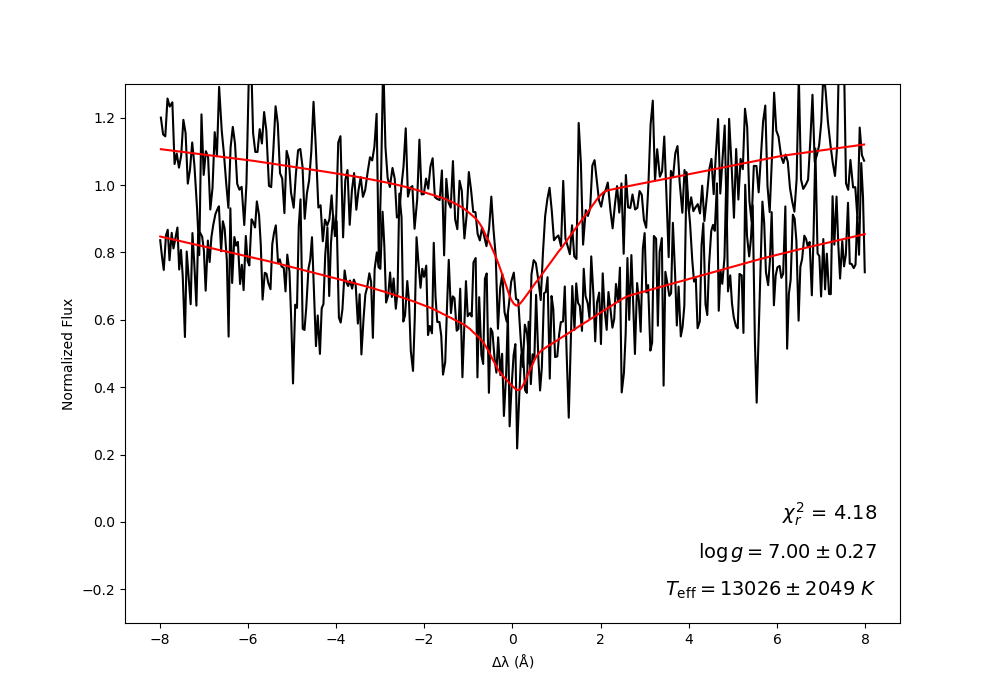 1.2
1.0
0.8
0.6
0.4
0.2
0.0
−0.2
Normalized Flux
χ²ᵣ = 4.18
log g = 7.00 ± 0.27
T_eff = 13026 ± 2049 K
−8 −6 −4 −2 0 2 4 6 8
Δλ (Å)